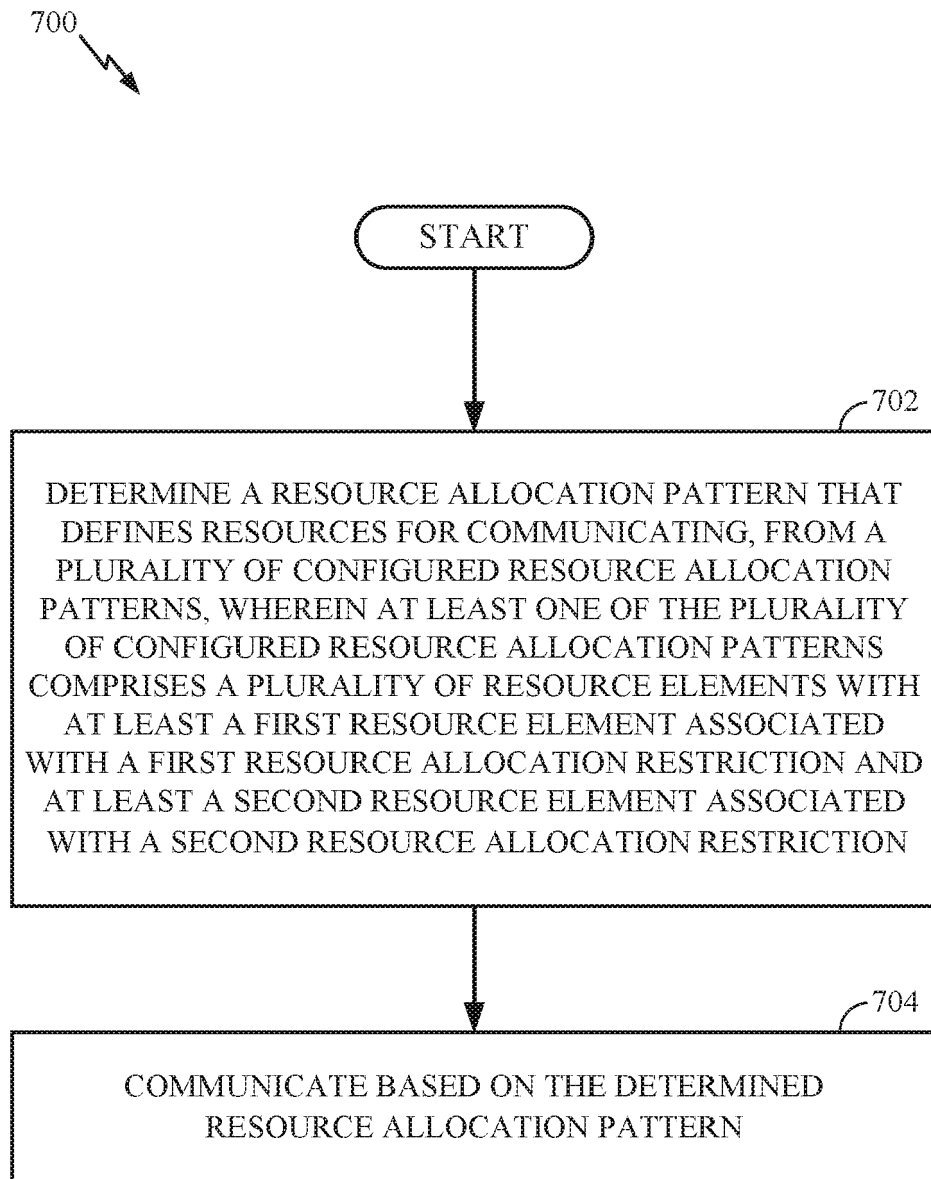 700
START
702
DETERMINE A RESOURCE ALLOCATION PATTERN THAT
DEFINES RESOURCES FOR COMMUNICATING, FROM A
PLURALITY OF CONFIGURED RESOURCE ALLOCATION
PATTERNS, WHEREIN AT LEAST ONE OF THE PLURALITY
OF CONFIGURED RESOURCE ALLOCATION PATTERNS
COMPRISES A PLURALITY OF RESOURCE ELEMENTS WITH
AT LEAST A FIRST RESOURCE ELEMENT ASSOCIATED
WITH A FIRST RESOURCE ALLOCATION RESTRICTION AND
AT LEAST A SECOND RESOURCE ELEMENT ASSOCIATED
WITH A SECOND RESOURCE ALLOCATION RESTRICTION
704
COMMUNICATE BASED ON THE DETERMINED
RESOURCE ALLOCATION PATTERN